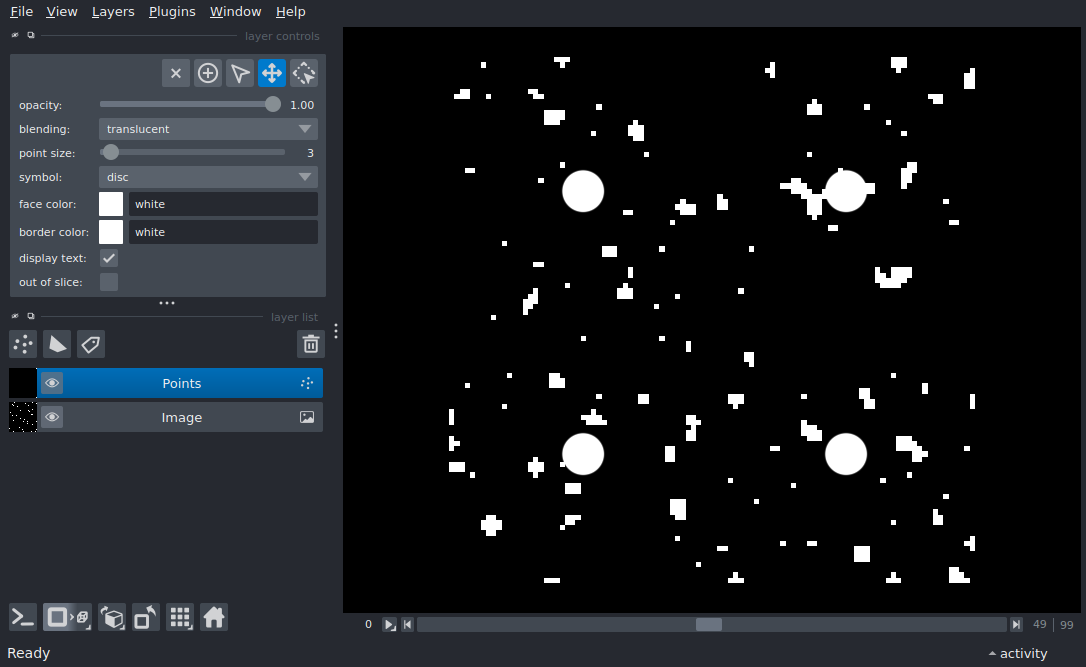 File View Layers Plugins Window Help
layer controls
opacity: 1.00
blending: translucent
point size: 3
symbol: disc
face color: white
border color: white
display text:
out of slice:
layer list
Points
Image
0 49 | 99
Ready activity